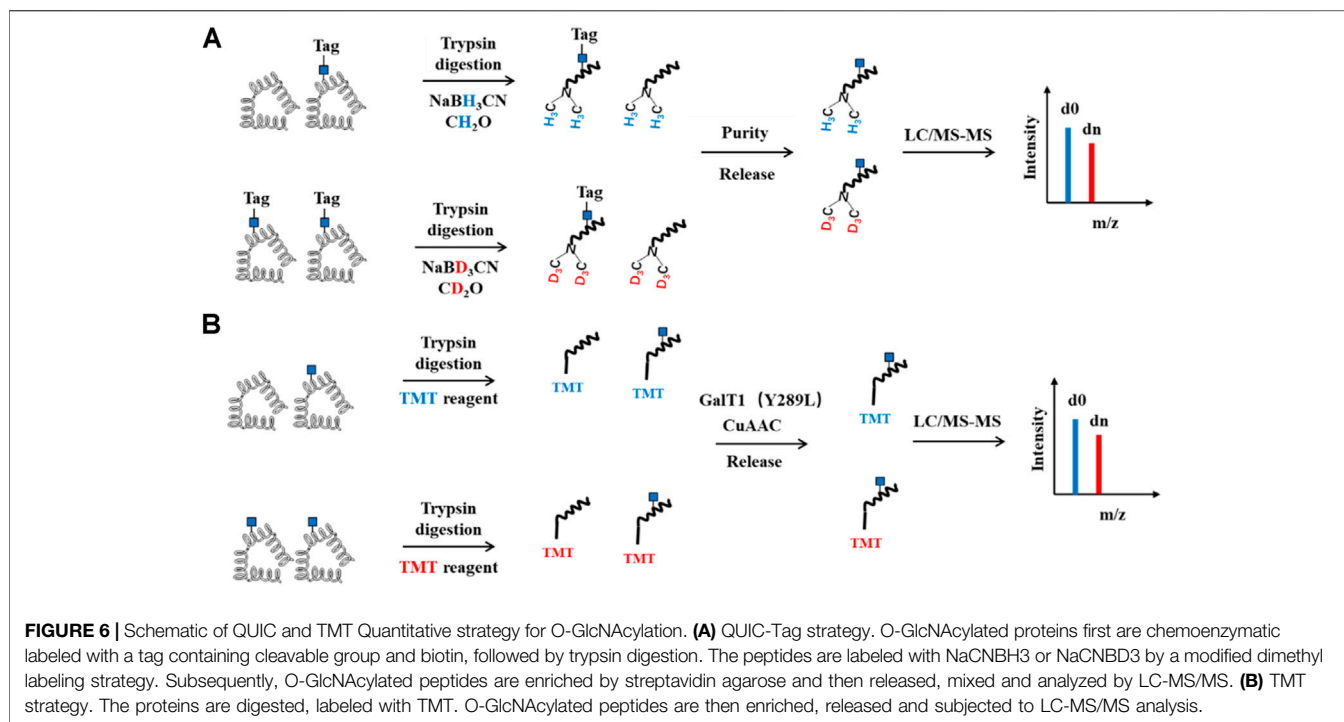 A
Tag
Trypsin
digestion
NaBH₃CN
CH₂O
Tag
N
H₃C
C H₃
N
H₃C
C H₃
Purity
Release
N
H₃C
C H₃
N
D₃C
C D₃
LC/MS-MS
Intensity
d0
dn
m/z
Tag
Tag
Trypsin
digestion
NaBD₃CN
CD₂O
Tag
N
D₃C
C D₃
N
D₃C
C D₃
B
Trypsin
digestion
TMT reagent
TMT
TMT
GalT1 (Y289L)
CuAAC
Release
TMT
TMT
LC/MS-MS
Intensity
d0
dn
m/z
Trypsin
digestion
TMT reagent
TMT
TMT
FIGURE 6 | Schematic of QUIC and TMT Quantitative strategy for O-GlcNAcylation. (A) QUIC-Tag strategy. O-GlcNAcylated proteins first are chemoenzymatic
labeled with a tag containing cleavable group and biotin, followed by trypsin digestion. The peptides are labeled with NaCNBH3 or NaCNBD3 by a modified dimethyl
labeling strategy. Subsequently, O-GlcNAcylated peptides are enriched by streptavidin agarose and then released, mixed and analyzed by LC-MS/MS. (B) TMT
strategy. The proteins are digested, labeled with TMT. O-GlcNAcylated peptides are then enriched, released and subjected to LC-MS/MS analysis.